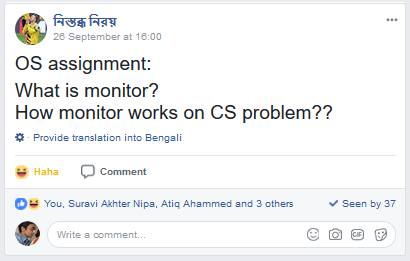 নিস্তব্ধ নিরয়
26 September at 16:00
OS assignment:
What is monitor?
How monitor works on CS problem??
· Provide translation into Bengali
Haha Comment
You, Suravi Akhter Nipa, Atiq Ahammed and 3 others Seen by 37
Write a comment...
GIF